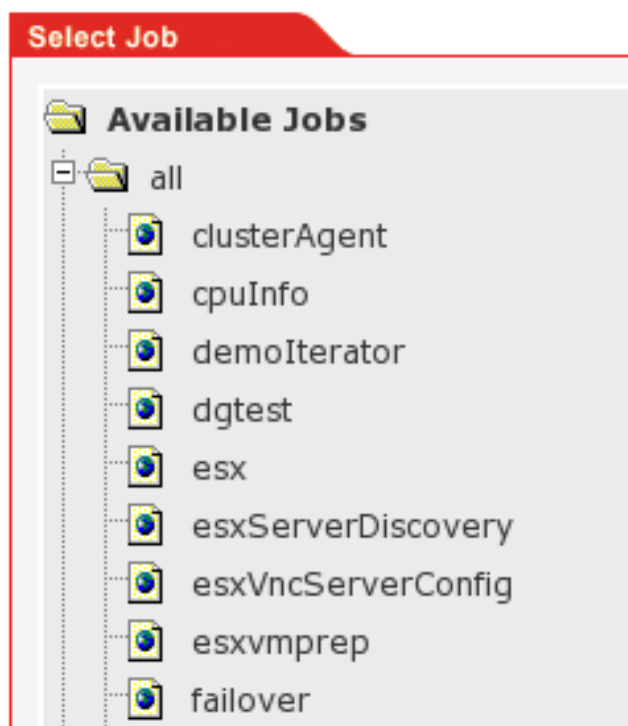 Select Job
Available Jobs
all
clusterAgent
cpuInfo
demoIterator
dgtest
esx
esxServerDiscovery
esxVncServerConfig
esxvmprep
failover